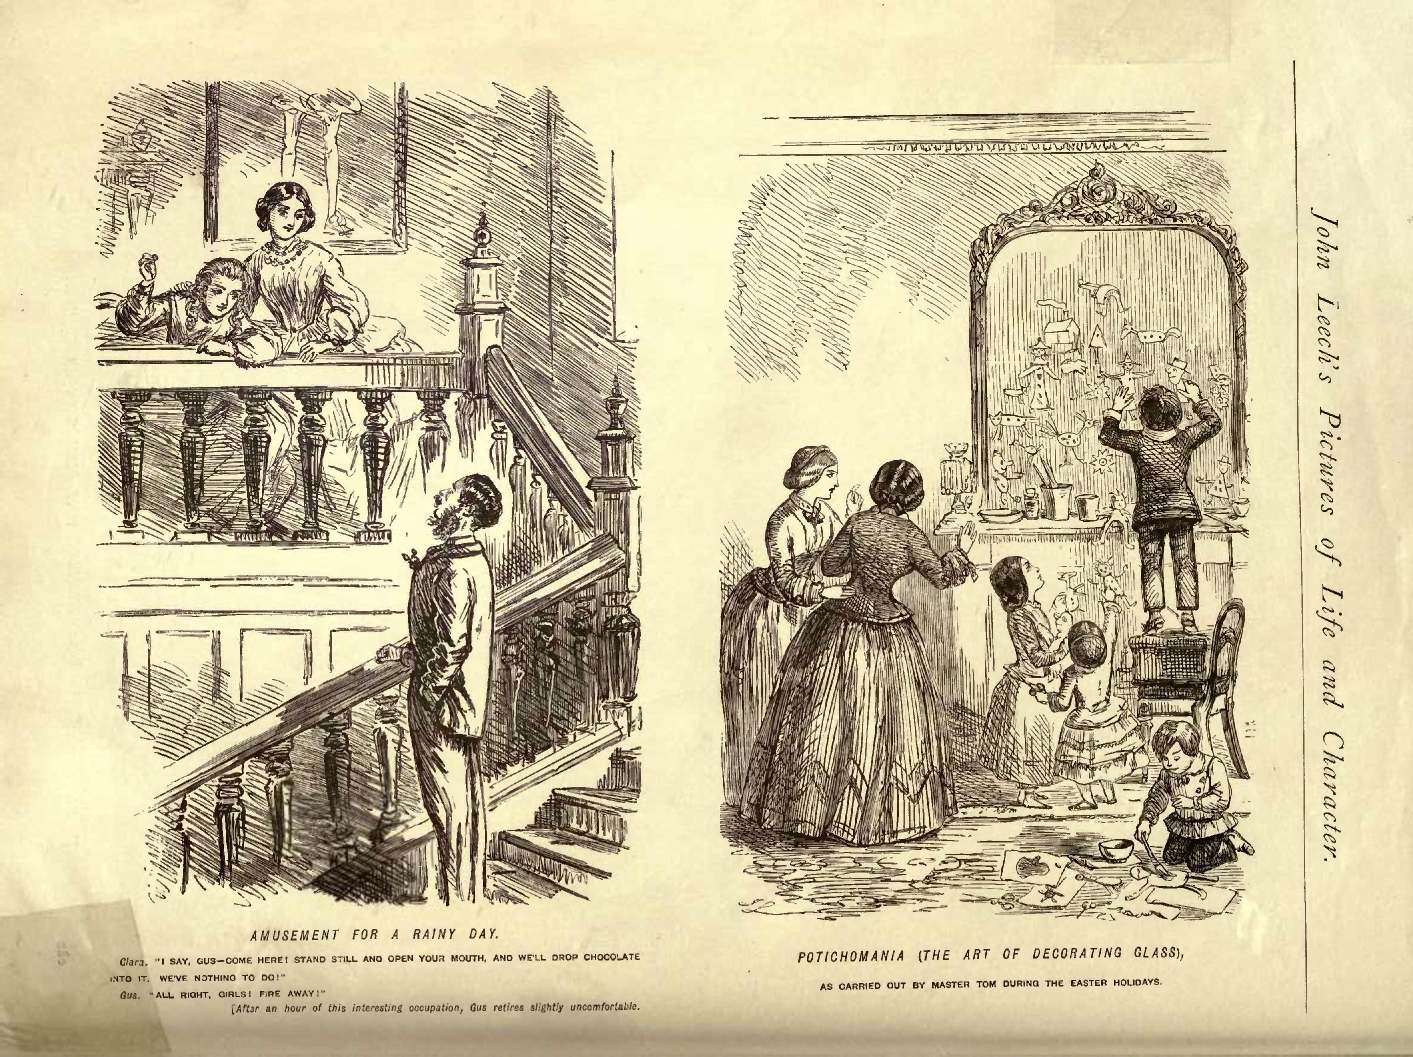 AMUSEMENT FOR A RAINY DAY.
Clara. "I SAY, GUS—COME HERE! STAND STILL AND OPEN YOUR MOUTH, AND WE'LL DROP CHOCOLATE
INTO IT. WE'VE NOTHING TO DO!"
Gus. "ALL RIGHT, GIRLS! FIRE AWAY!"
[After an hour of this interesting occupation, Gus retires slightly uncomfortable.
POTICHOMANIA (THE ART OF DECORATING GLASS),
AS CARRIED OUT BY MASTER TOM DURING THE EASTER HOLIDAYS.
John Leech's Pictures of Life and Character.